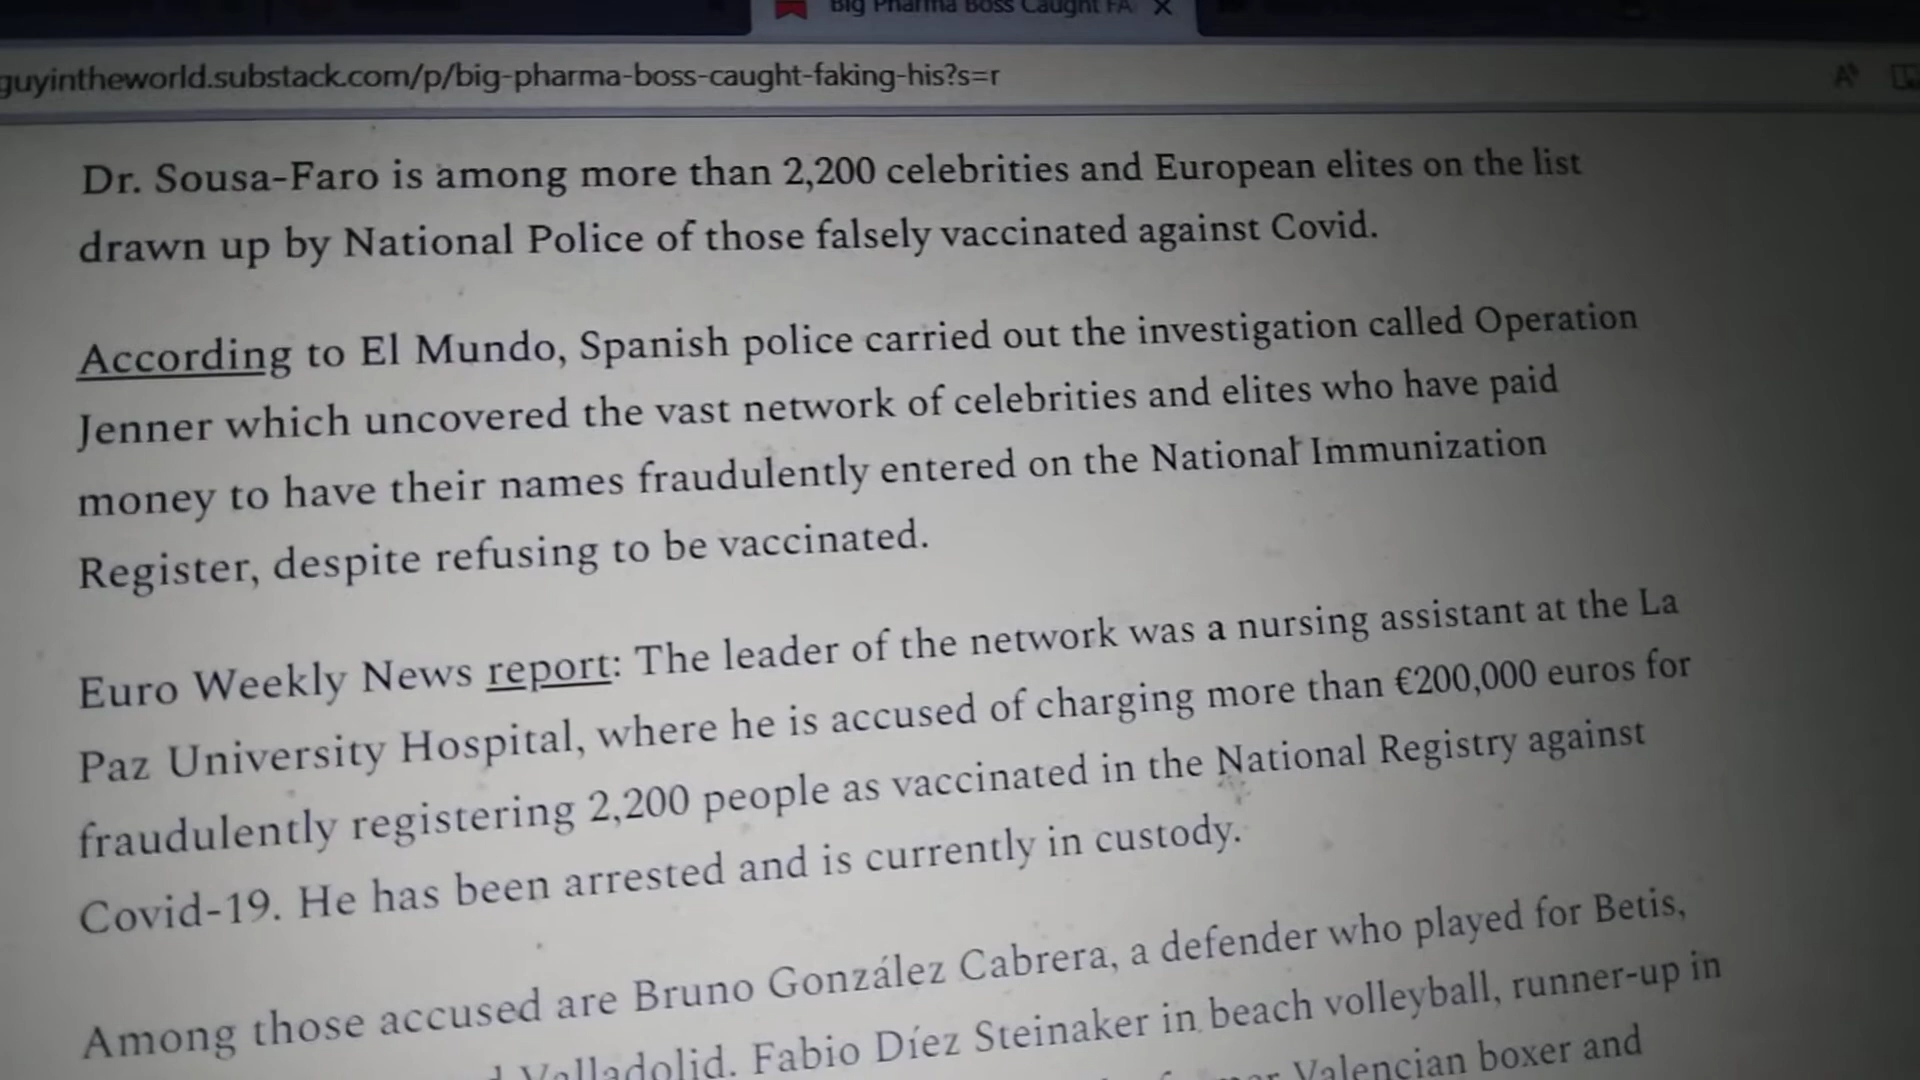 Big Pharma Boss Caught FA
guyintheworld.substack.com/p/big-pharma-boss-caught-faking-his?s=r
Dr. Sousa-Faro is among more than 2,200 celebrities and European elites on the list
drawn up by National Police of those falsely vaccinated against Covid.
According to El Mundo, Spanish police carried out the investigation called Operation
Jenner which uncovered the vast network of celebrities and elites who have paid
money to have their names fraudulently entered on the National Immunization
Register, despite refusing to be vaccinated.
Euro Weekly News report: The leader of the network was a nursing assistant at the La
Paz University Hospital, where he is accused of charging more than €200,000 euros for
fraudulently registering 2,200 people as vaccinated in the National Registry against
Covid-19. He has been arrested and is currently in custody.
Among those accused are Bruno González Cabrera, a defender who played for Betis,
Valladolid. Fabio Díez Steinaker in beach volleyball, runner-up in
Valencian boxer and